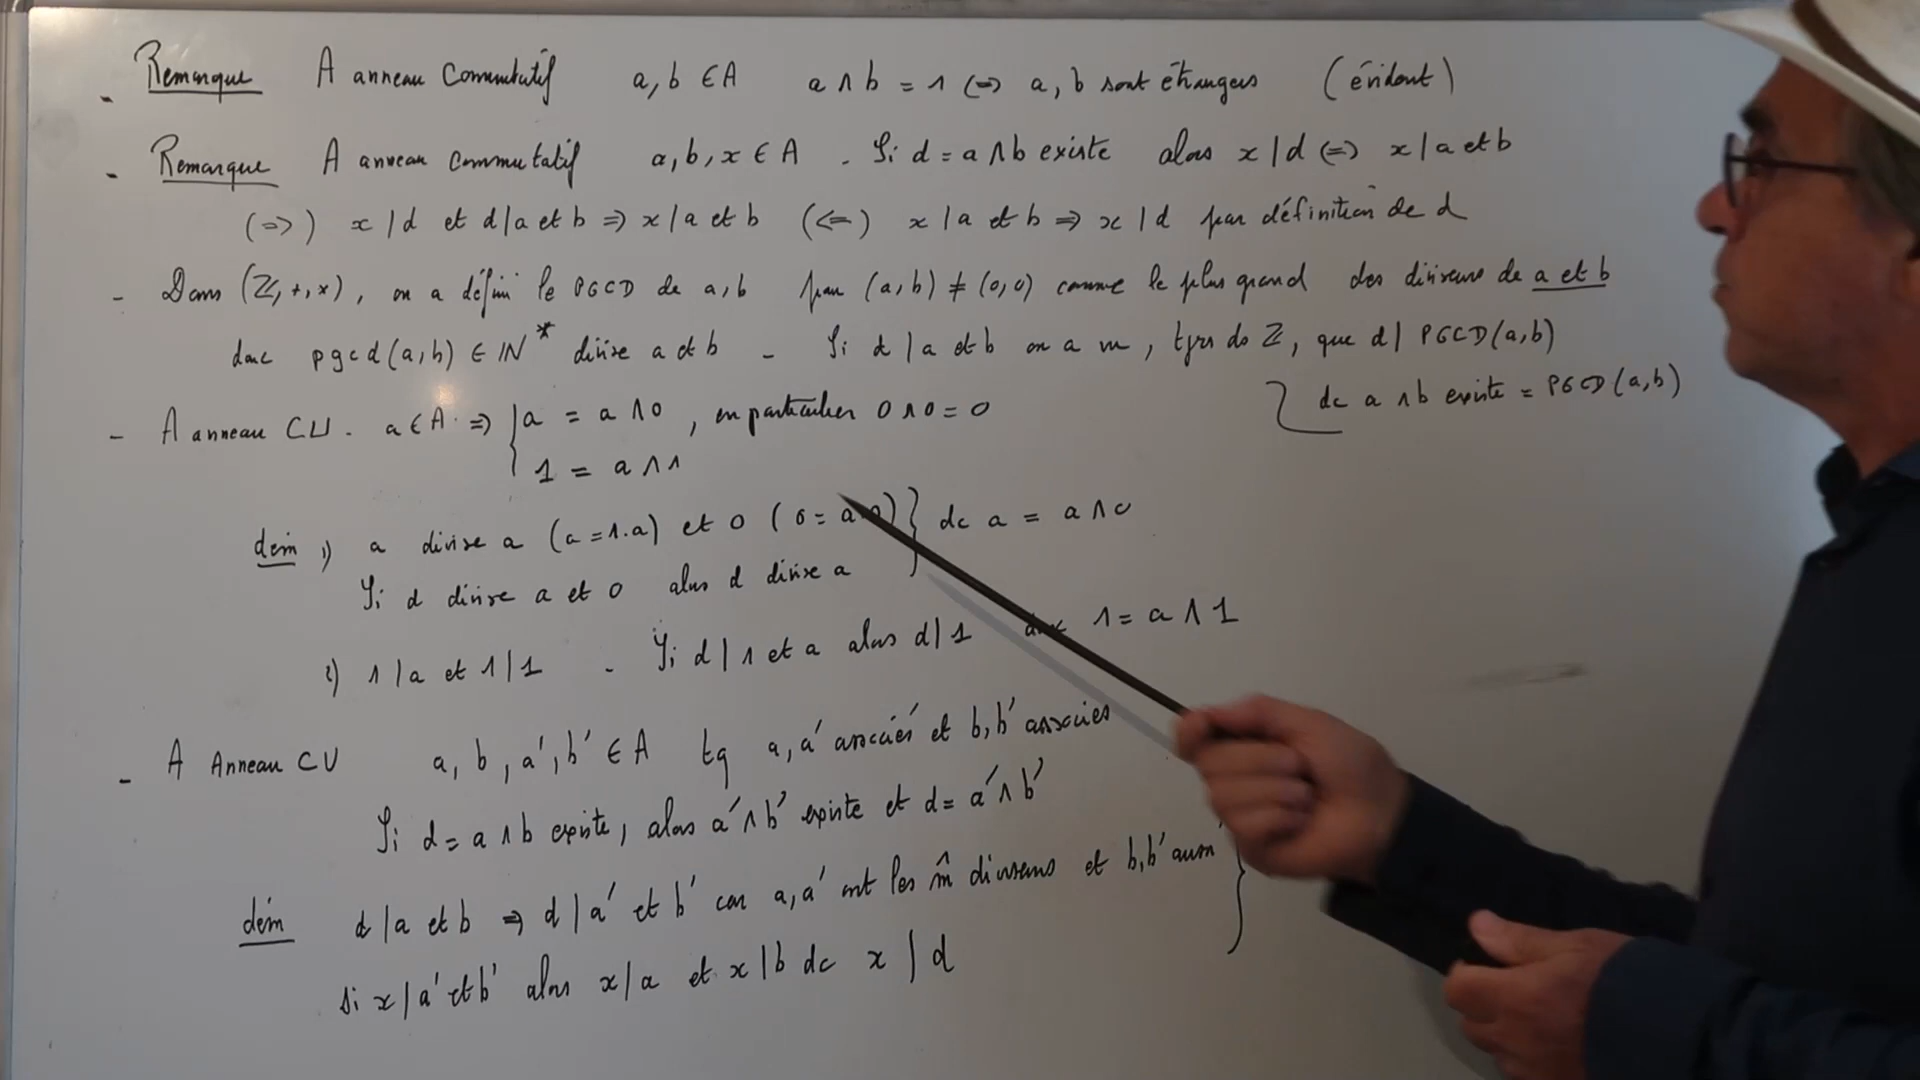 - Remarque A anneau Commutatif a, b ∈ A a ∧ b = 1 (=) a, b sont étrangers (évident)
- Remarque A anneau commutatif a, b, x ∈ A - Si d = a ∧ b existe alors x | d (=) x | a et b
(=>) x | d et d | a et b => x | a et b (<=) x | a et b => x | d par définition de d
- Dans (ℤ, +, ×), on a défini le PGCD de a, b pour (a, b) ≠ (0, 0) comme le plus grand des diviseurs de a et b
donc pgcd(a, b) ∈ ℕ* divise a et b - Si d | a et b on a vu, , que d | PGCD(a, b)
dc a ∧ b existe = PGCD(a, b)
- A anneau CU. a ∈ A => { a = a ∧ 0 , en particulier 0 ∧ 0 = 0
1 = a ∧ 1
dém 1) a divise a (a = 1.a) et 0 (0 = a.0) } dc a = a ∧ 0
Si d divise a et 0 alors d divise a
2) 1 | a et 1 | 1 - Si d | 1 et a alors d | 1 donc 1 = a ∧ 1
- A Anneau CU a, b, a', b' ∈ A tq a, a' associés et b, b' associés
Si d = a ∧ b existe, alors a' ∧ b' existe et d = a' ∧ b'
dém d | a et b => d | a' et b' car a, a' ont les m̂ diviseurs et b, b' aussi }
Si x | a' et b' alors x | a et x | b dc x | d